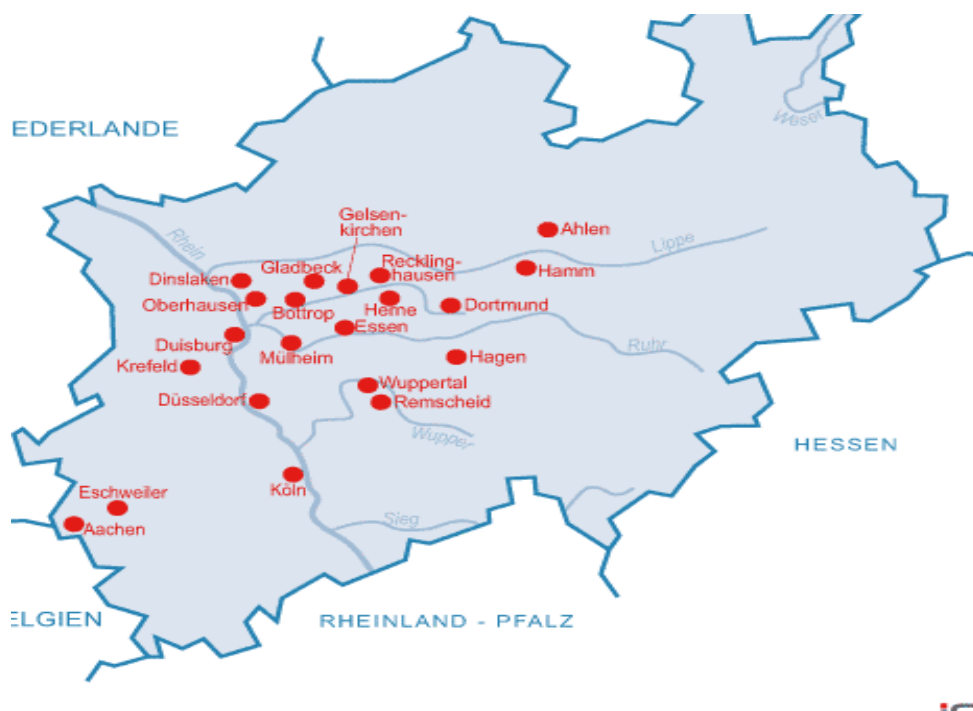 Weser
EDERLANDE
Gelsen-
kirchen
Ahlen
Rhein
Lippe
Reckling-
hausen
Gladbeck
Hamm
Dinslaken
Oberhausen
Bottrop
Herne
Dortmund
Essen
Duisburg
Mülheim
Ruhr
Hagen
Krefeld
Wuppertal
Düsseldorf
Remscheid
Wupper
HESSEN
Köln
Eschweiler
Sieg
Aachen
ELGIEN
RHEINLAND - PFALZ